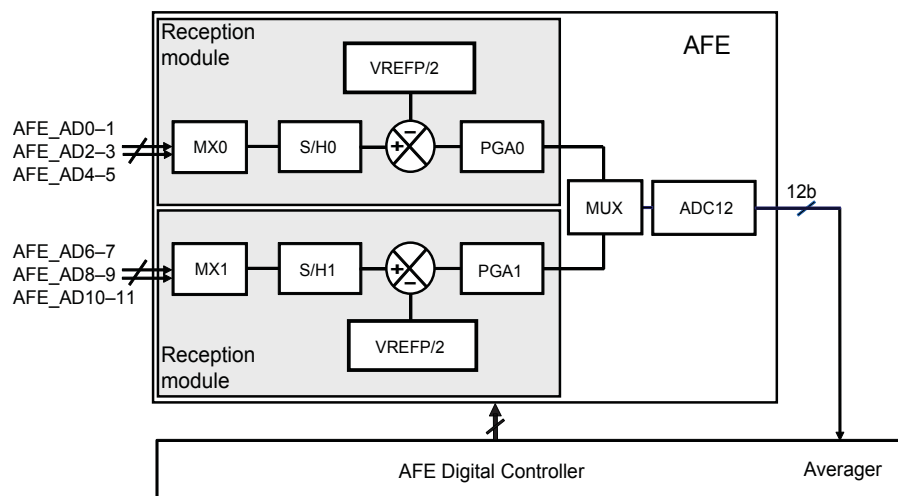 Reception
module
AFE
VREFP/2
AFE_AD0–1
AFE_AD2–3
AFE_AD4–5
MX0
S/H0
+
−
PGA0
MUX
ADC12
12b
AFE_AD6–7
AFE_AD8–9
AFE_AD10–11
MX1
S/H1
+
−
PGA1
VREFP/2
Reception
module
AFE Digital Controller
Averager